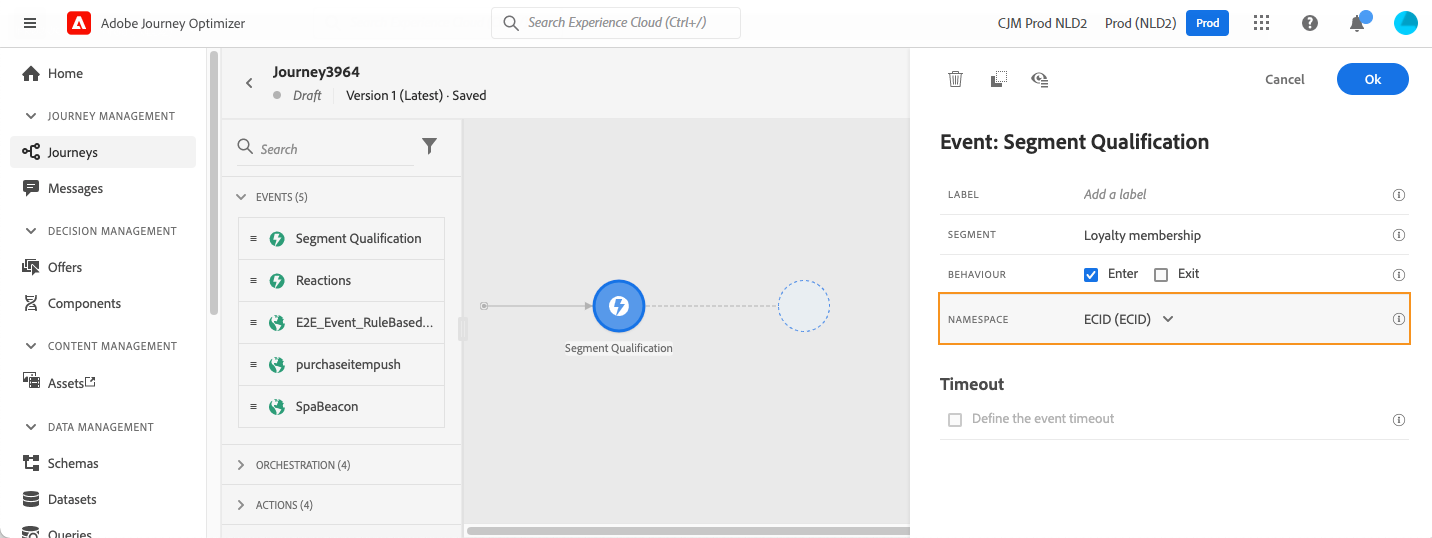 Adobe Journey Optimizer
Search Experience Cloud (Ctrl+/)
CJM Prod NLD2
Prod (NLD2)
Prod
Home
JOURNEY MANAGEMENT
Journeys
Messages
DECISION MANAGEMENT
Offers
Components
CONTENT MANAGEMENT
Assets
DATA MANAGEMENT
Schemas
Datasets
Queries
Journey3964
Draft
Version 1 (Latest) · Saved
Search
EVENTS (5)
Segment Qualification
Reactions
E2E_Event_RuleBased...
purchaseitempush
SpaBeacon
ORCHESTRATION (4)
ACTIONS (4)
Segment Qualification
Cancel
Ok
Event: Segment Qualification
LABEL
Add a label
SEGMENT
Loyalty membership
BEHAVIOUR
Enter
Exit
NAMESPACE
ECID (ECID)
Timeout
Define the event timeout